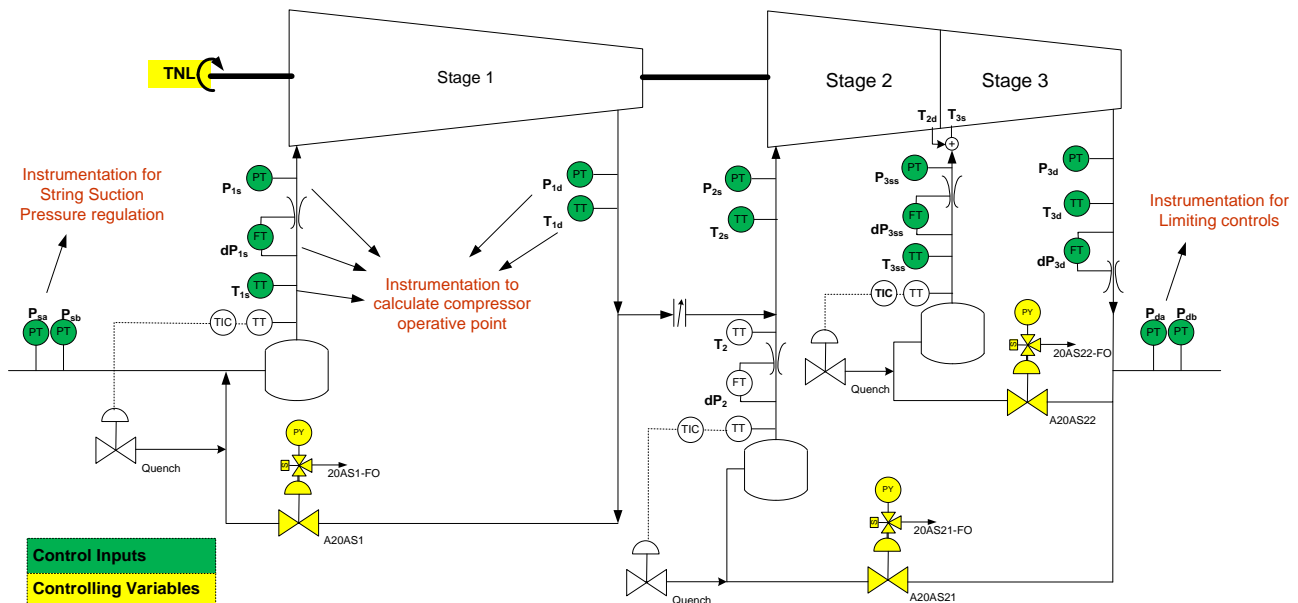 TNL
Stage 1
Stage 2
Stage 3
T2d
T3s
+
Instrumentation for
String Suction
Pressure regulation
PT
P1s
FT
dP1s
TT
T1s
TIC
TT
PT
P1d
TT
T1d
Instrumentation to
calculate compressor
operative point
PT
P2s
TT
T2s
PT
P3ss
FT
dP3ss
TT
T3ss
TIC
TT
PT
P3d
TT
T3d
FT
dP3d
Instrumentation for
Limiting controls
Psa
Psb
PT
PT
Pda
Pdb
PT
PT
TT
T2
FT
dP2
TIC
TT
Quench
PY
S
20AS22-FO
A20AS22
Quench
PY
S
20AS1-FO
A20AS1
PY
S
20AS21-FO
A20AS21
Quench
Control Inputs
Controlling Variables